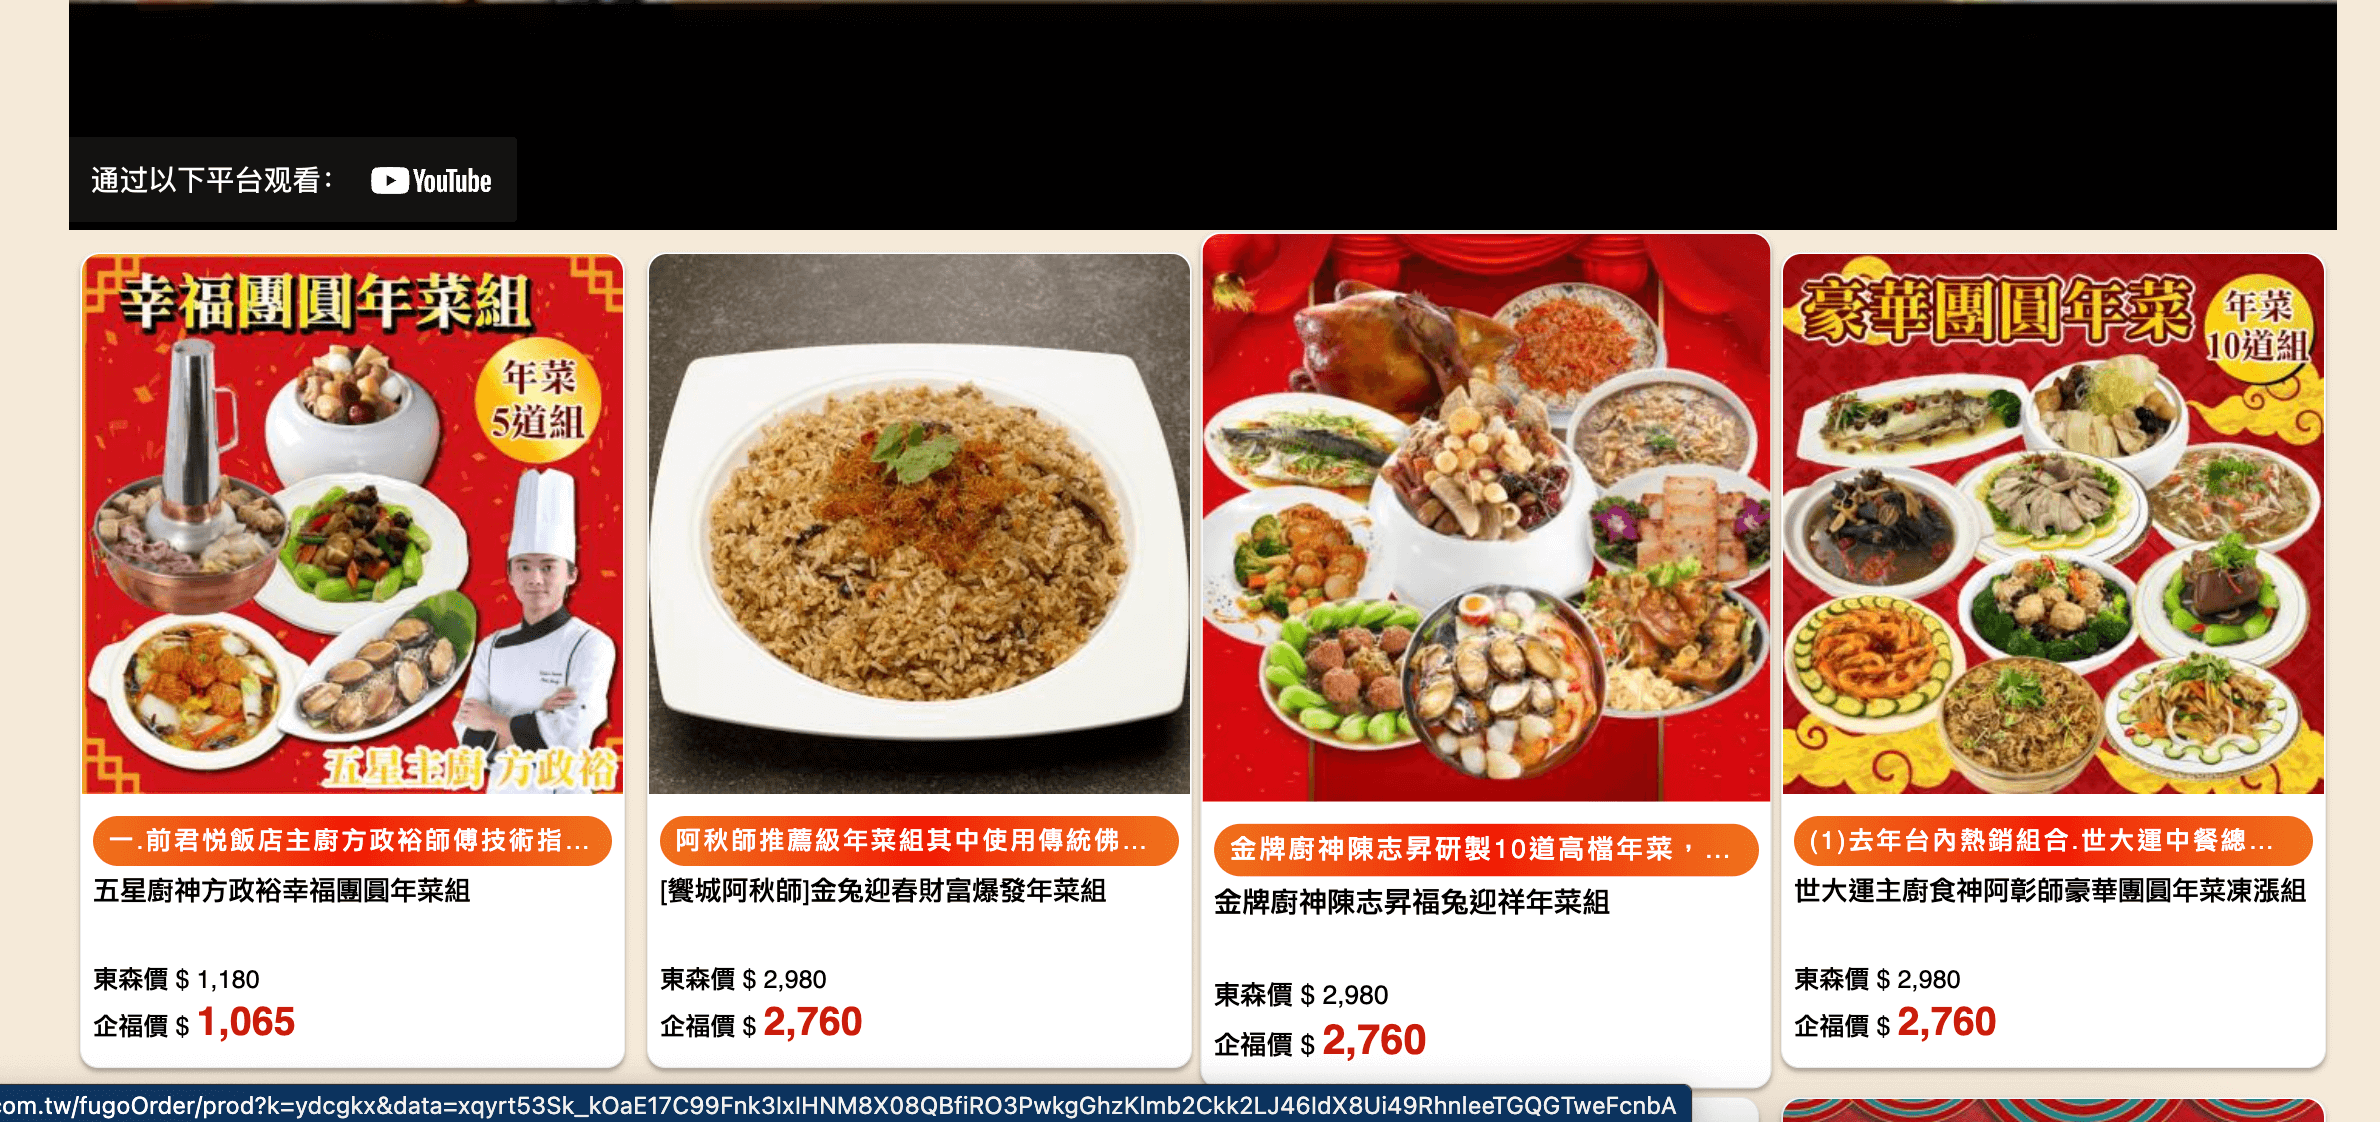 通过以下平台观看： YouTube
幸福團圓年菜組
年菜
5道組
五星主廚 方政裕
豪華團圓年菜
年菜
10道組
一.前君悅飯店主廚方政裕師傅技術指...
五星廚神方政裕幸福團圓年菜組
東森價 $ 1,180
企福價 $ 1,065
阿秋師推薦級年菜組其中使用傳統佛...
[饗城阿秋師]金兔迎春財富爆發年菜組
東森價 $ 2,980
企福價 $ 2,760
金牌廚神陳志昇研製10道高檔年菜，...
金牌廚神陳志昇福兔迎祥年菜組
東森價 $ 2,980
企福價 $ 2,760
(1)去年台內熱銷組合.世大運中餐總...
世大運主廚食神阿彰師豪華團圓年菜凍漲組
東森價 $ 2,980
企福價 $ 2,760
com.tw/fugoOrder/prod?k=ydcgkx&data=xqyrt53Sk_kOaE17C99Fnk3IxIHNM8X08QBfiRO3PwkgGhzKlmb2Ckk2LJ46IdX8Ui49RhnleeTGQGTweFcnbA